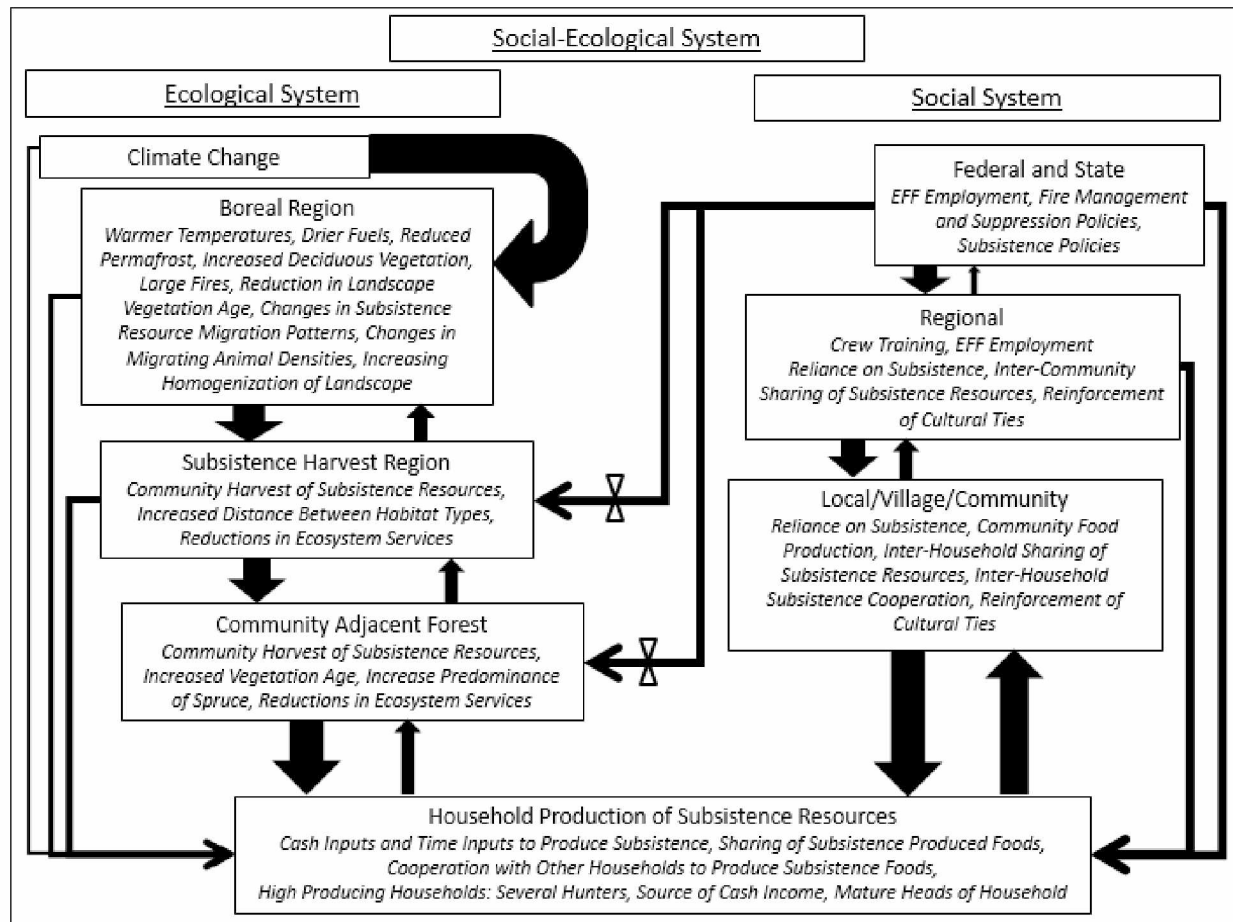 Social-Ecological System
Ecological System
Social System
Climate Change
Boreal Region
Warmer Temperatures, Drier Fuels, Reduced
Permafrost, Increased Deciduous Vegetation,
Large Fires, Reduction in Landscape
Vegetation Age, Changes in Subsistence
Resource Migration Patterns, Changes in
Migrating Animal Densities, Increasing
Homogenization of Landscape
Subsistence Harvest Region
Community Harvest of Subsistence Resources,
Increased Distance Between Habitat Types,
Reductions in Ecosystem Services
Community Adjacent Forest
Community Harvest of Subsistence Resources,
Increased Vegetation Age, Increase Predominance
of Spruce, Reductions in Ecosystem Services
Federal and State
EFF Employment, Fire Management
and Suppression Policies,
Subsistence Policies
Regional
Crew Training, EFF Employment
Reliance on Subsistence, Inter-Community
Sharing of Subsistence Resources, Reinforcement
of Cultural Ties
Local/Village/Community
Reliance on Subsistence, Community Food
Production, Inter-Household Sharing of
Subsistence Resources, Inter-Household
Subsistence Cooperation, Reinforcement of
Cultural Ties
Household Production of Subsistence Resources
Cash Inputs and Time Inputs to Produce Subsistence, Sharing of Subsistence Produced Foods,
Cooperation with Other Households to Produce Subsistence Foods,
High Producing Households: Several Hunters, Source of Cash Income, Mature Heads of Household